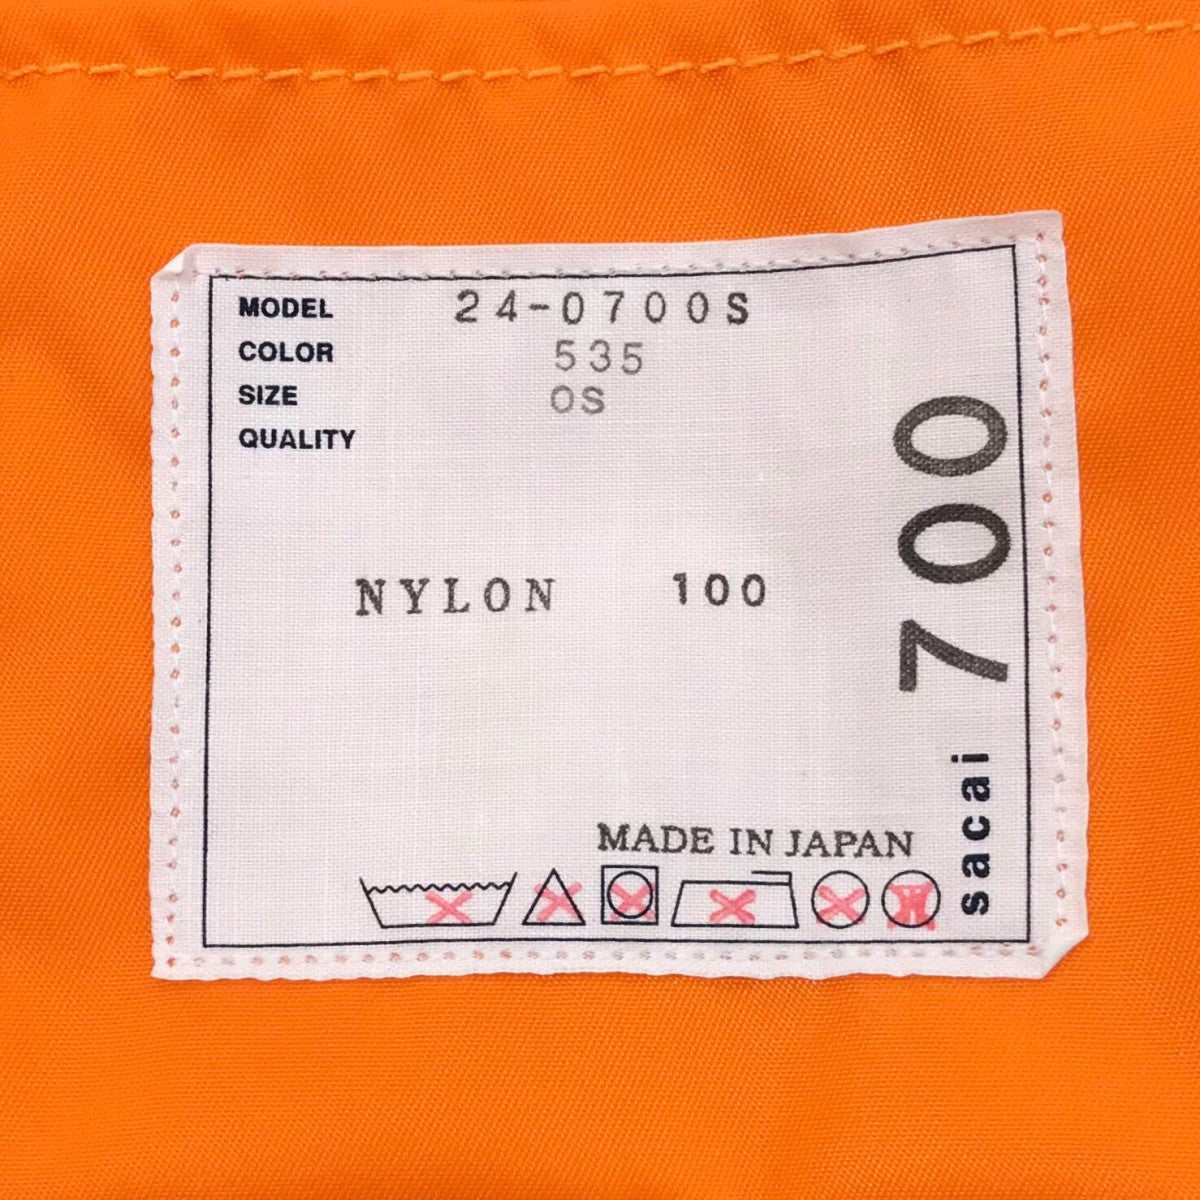 MODEL 24-0700S
COLOR 535
SIZE OS
QUALITY
NYLON 100
MADE IN JAPAN
W
sacai 700